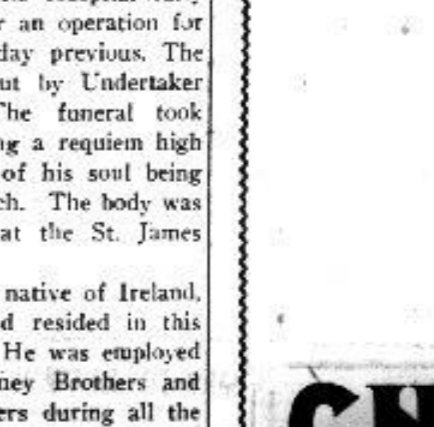 r an operation for
day previous. The
ut by Undertaker
The funeral took
ng a requiem high
of his soul being
ch. The body was
at the St. James
native of Ireland,
d resided in this
He was employed
ney Brothers and
ers during all the